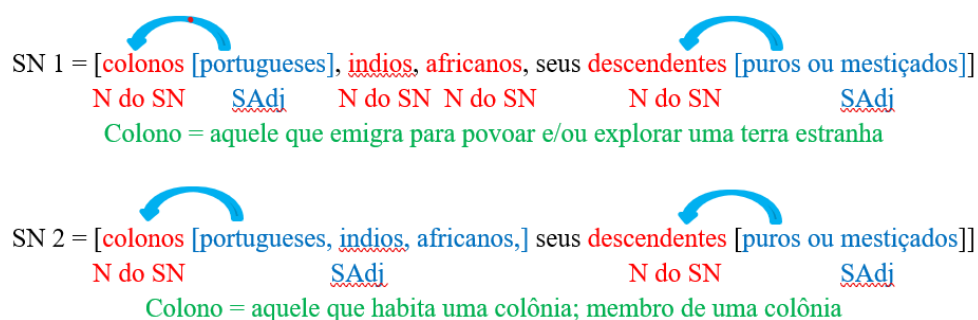 SN 1 = [colonos [portugueses], indios, africanos, seus descendentes [puros ou mestiçados]]
N do SN SAdj N do SN N do SN N do SN SAdj
Colono = aquele que emigra para povoar e/ou explorar uma terra estranha
SN 2 = [colonos [portugueses, indios, africanos,] seus descendentes [puros ou mestiçados]]
N do SN SAdj N do SN SAdj
Colono = aquele que habita uma colônia; membro de uma colônia